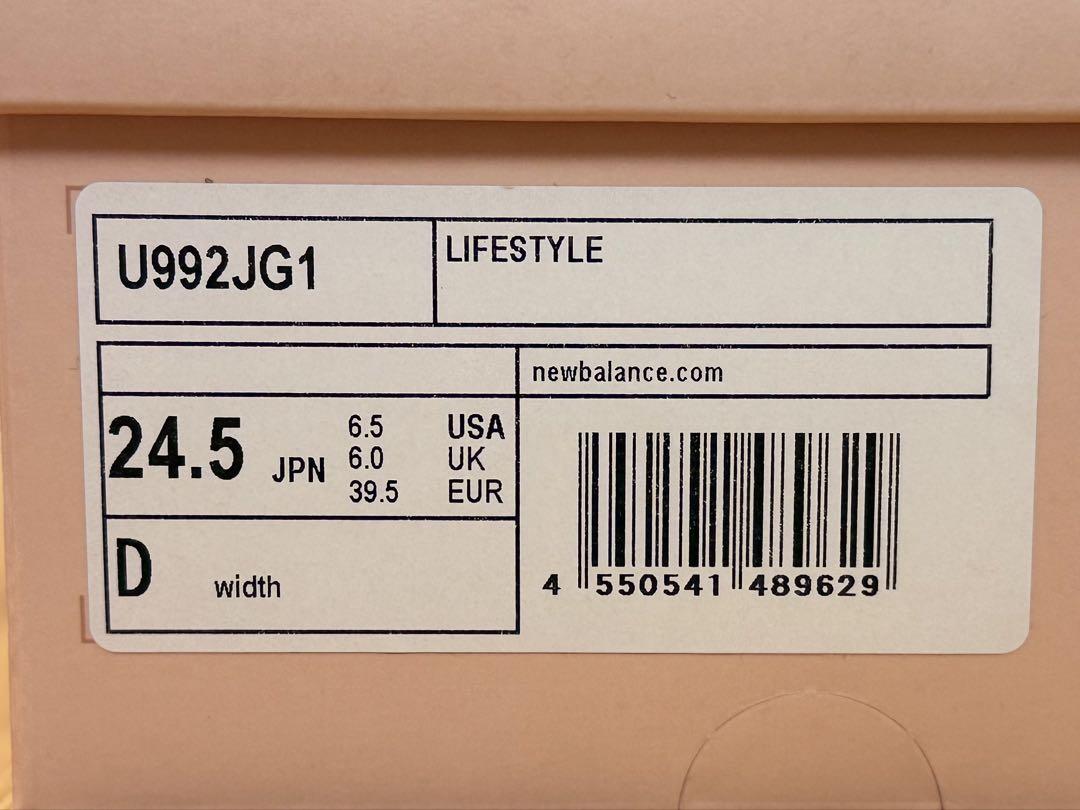 U992JG1
LIFESTYLE
newbalance.com
24.5 JPN
6.5 USA
6.0 UK
39.5 EUR
D width
4 550541 489629